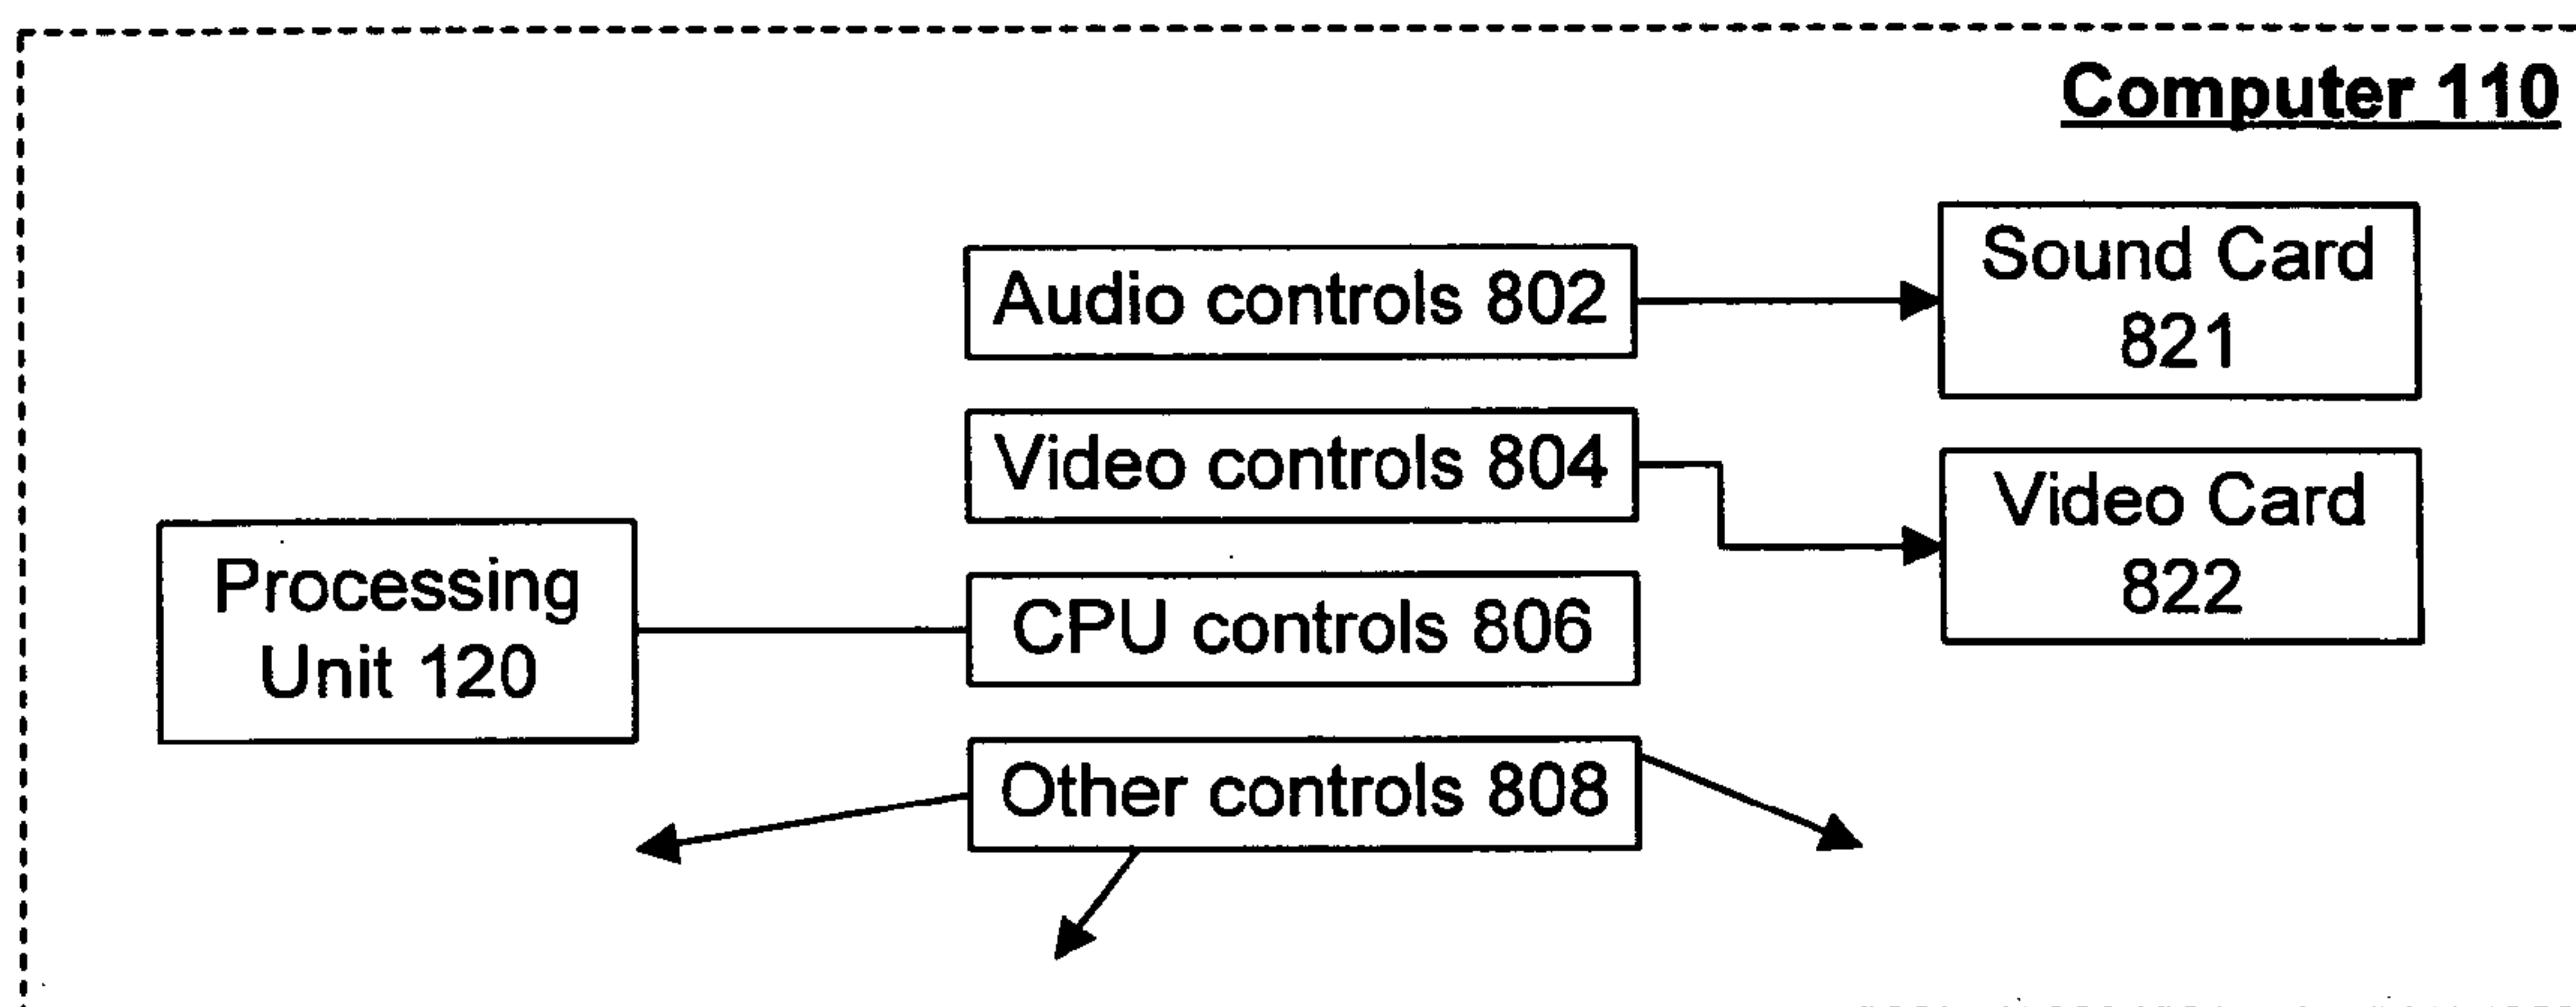 Computer 110
Audio controls 802
Sound Card
821
Video controls 804
Video Card
822
Processing
Unit 120
CPU controls 806
Other controls 808